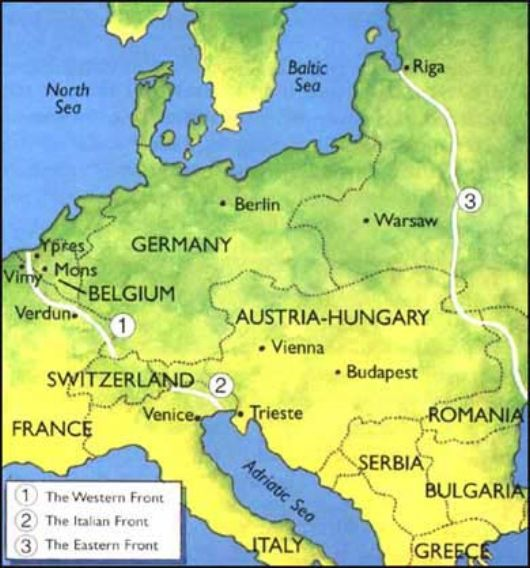 North
Sea
Baltic
Sea
Riga
Berlin
3
Warsaw
Ypres
GERMANY
Vimy
Mons
BELGIUM
Verdun
1
AUSTRIA-HUNGARY
Vienna
SWITZERLAND
2
Budapest
Venice
Trieste
ROMANIA
FRANCE
SERBIA
Adriatic Sea
BULGARIA
1 The Western Front
2 The Italian Front
3 The Eastern Front
ITALY
GREECE